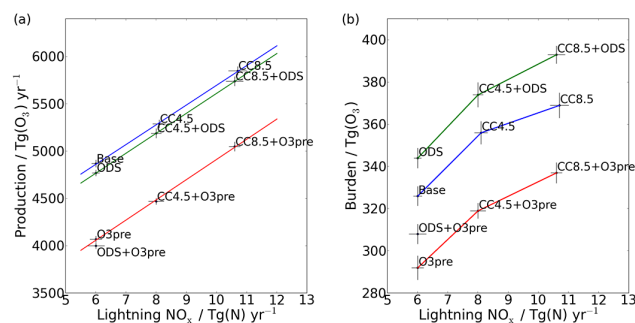 (a)
Production / Tg(O3) yr−1
6000
5500
5000
4500
4000
3500
CC8.5
CC8.5+ODS
CC4.5
CC4.5+ODS
Base
ODS
CC8.5+O3pre
CC4.5+O3pre
O3pre
ODS+O3pre
5 6 7 8 9 10 11 12 13
Lightning NOx / Tg(N) yr−1
(b)
Burden / Tg(O3)
400
380
360
340
320
300
280
CC8.5+ODS
CC4.5+ODS
CC8.5
CC4.5
ODS
Base
CC8.5+O3pre
CC4.5+O3pre
ODS+O3pre
O3pre
5 6 7 8 9 10 11 12 13
Lightning NOx / Tg(N) yr−1